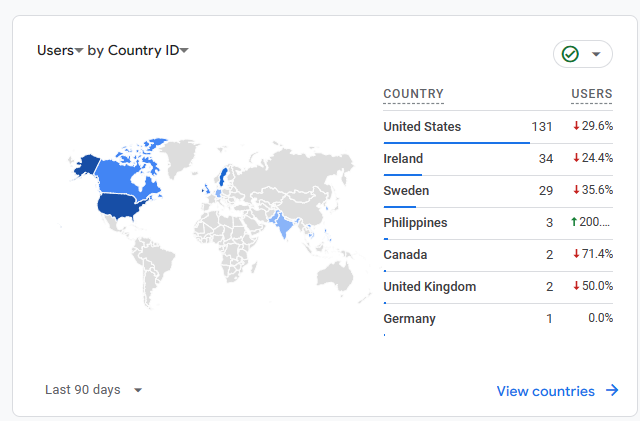 Users by Country ID
COUNTRY USERS
United States 131 ↓29.6%
Ireland 34 ↓24.4%
Sweden 29 ↓35.6%
Philippines 3 ↑200....
Canada 2 ↓71.4%
United Kingdom 2 ↓50.0%
Germany 1 0.0%
Last 90 days
View countries →